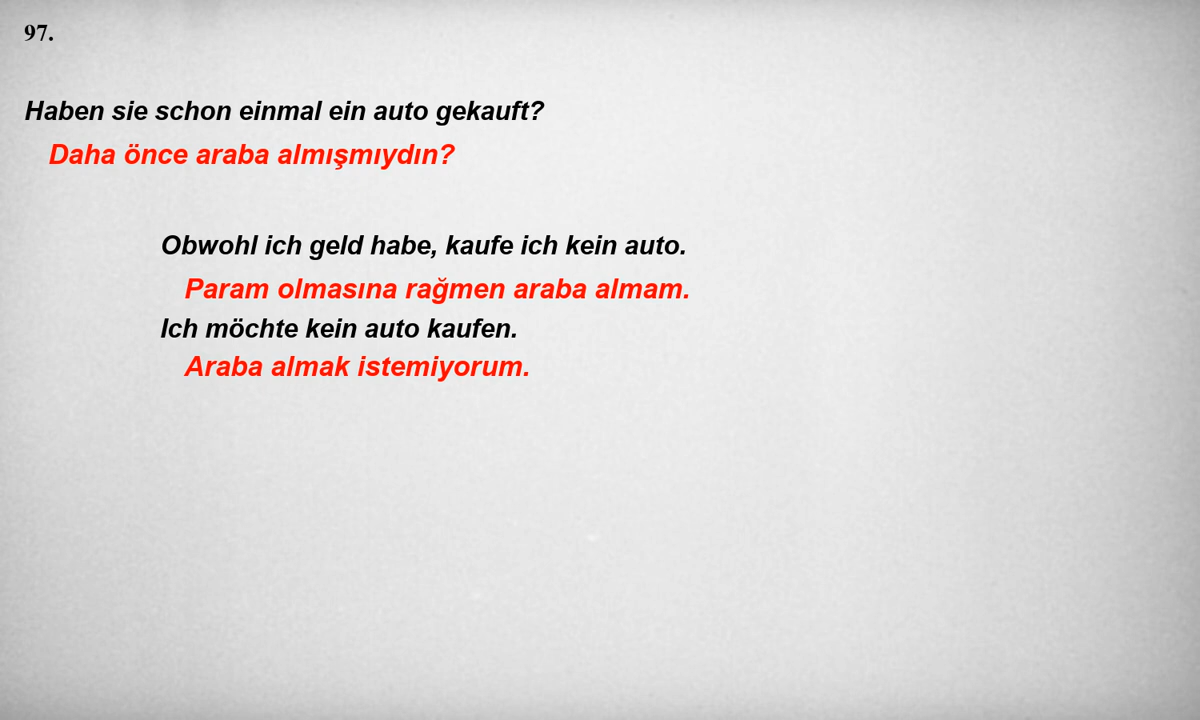 97.
Haben sie schon einmal ein auto gekauft?
Daha önce araba almışmıydın?
Obwohl ich geld habe, kaufe ich kein auto.
Param olmasına rağmen araba almam.
Ich möchte kein auto kaufen.
Araba almak istemiyorum.